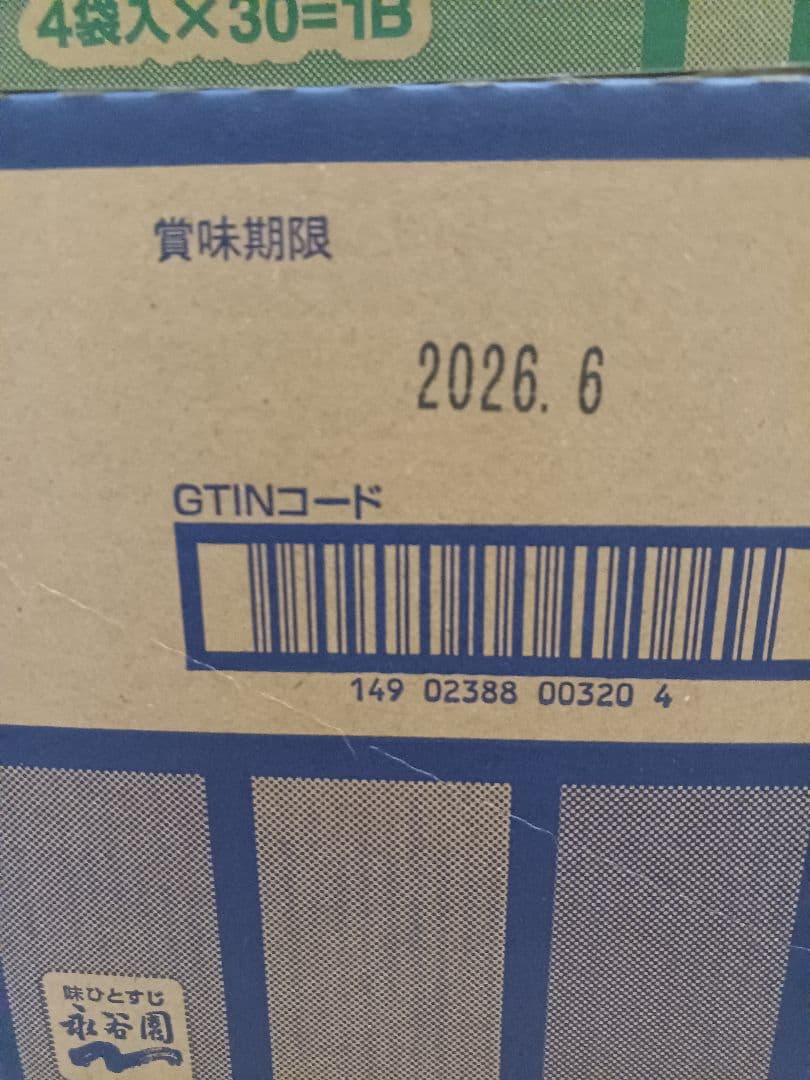 4袋入×30=1B
賞味期限
2026. 6
GTINコード
149 02388 00320 4
味ひとすじ
永谷園